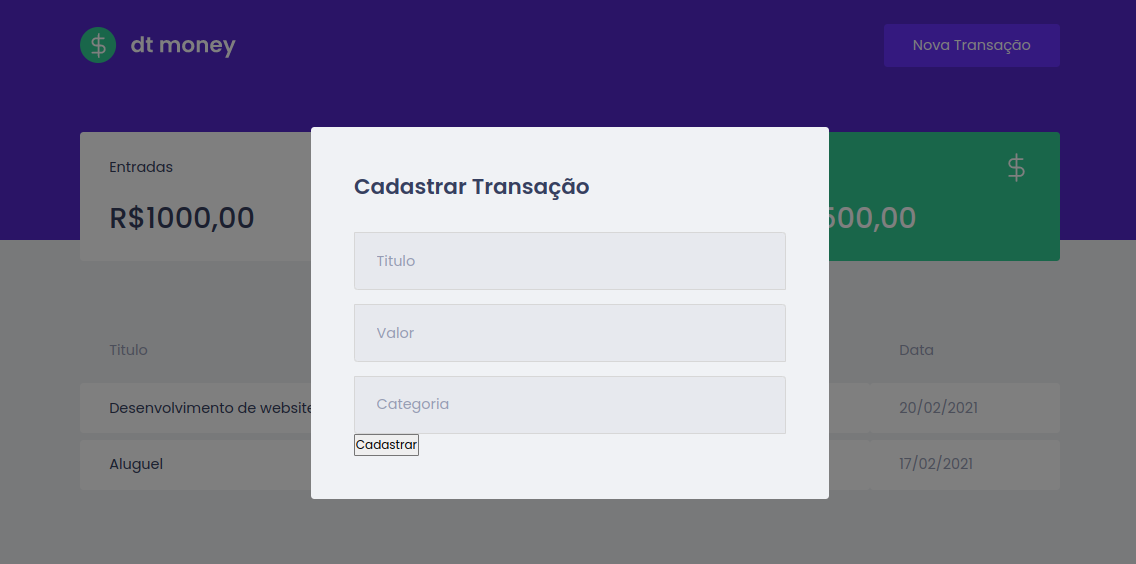 dt money
Nova Transação
Entradas
R$1000,00
500,00
Cadastrar Transação
Titulo
Valor
Categoria
Cadastrar
Titulo
Data
Desenvolvimento de website
20/02/2021
Aluguel
17/02/2021